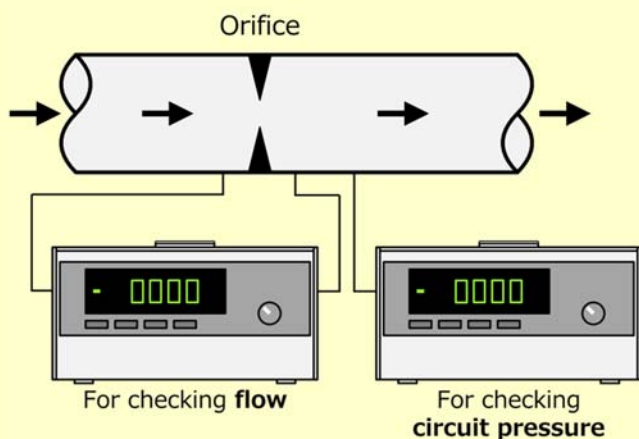 Orifice
- 0000
- 0000
For checking flow
For checking
circuit pressure